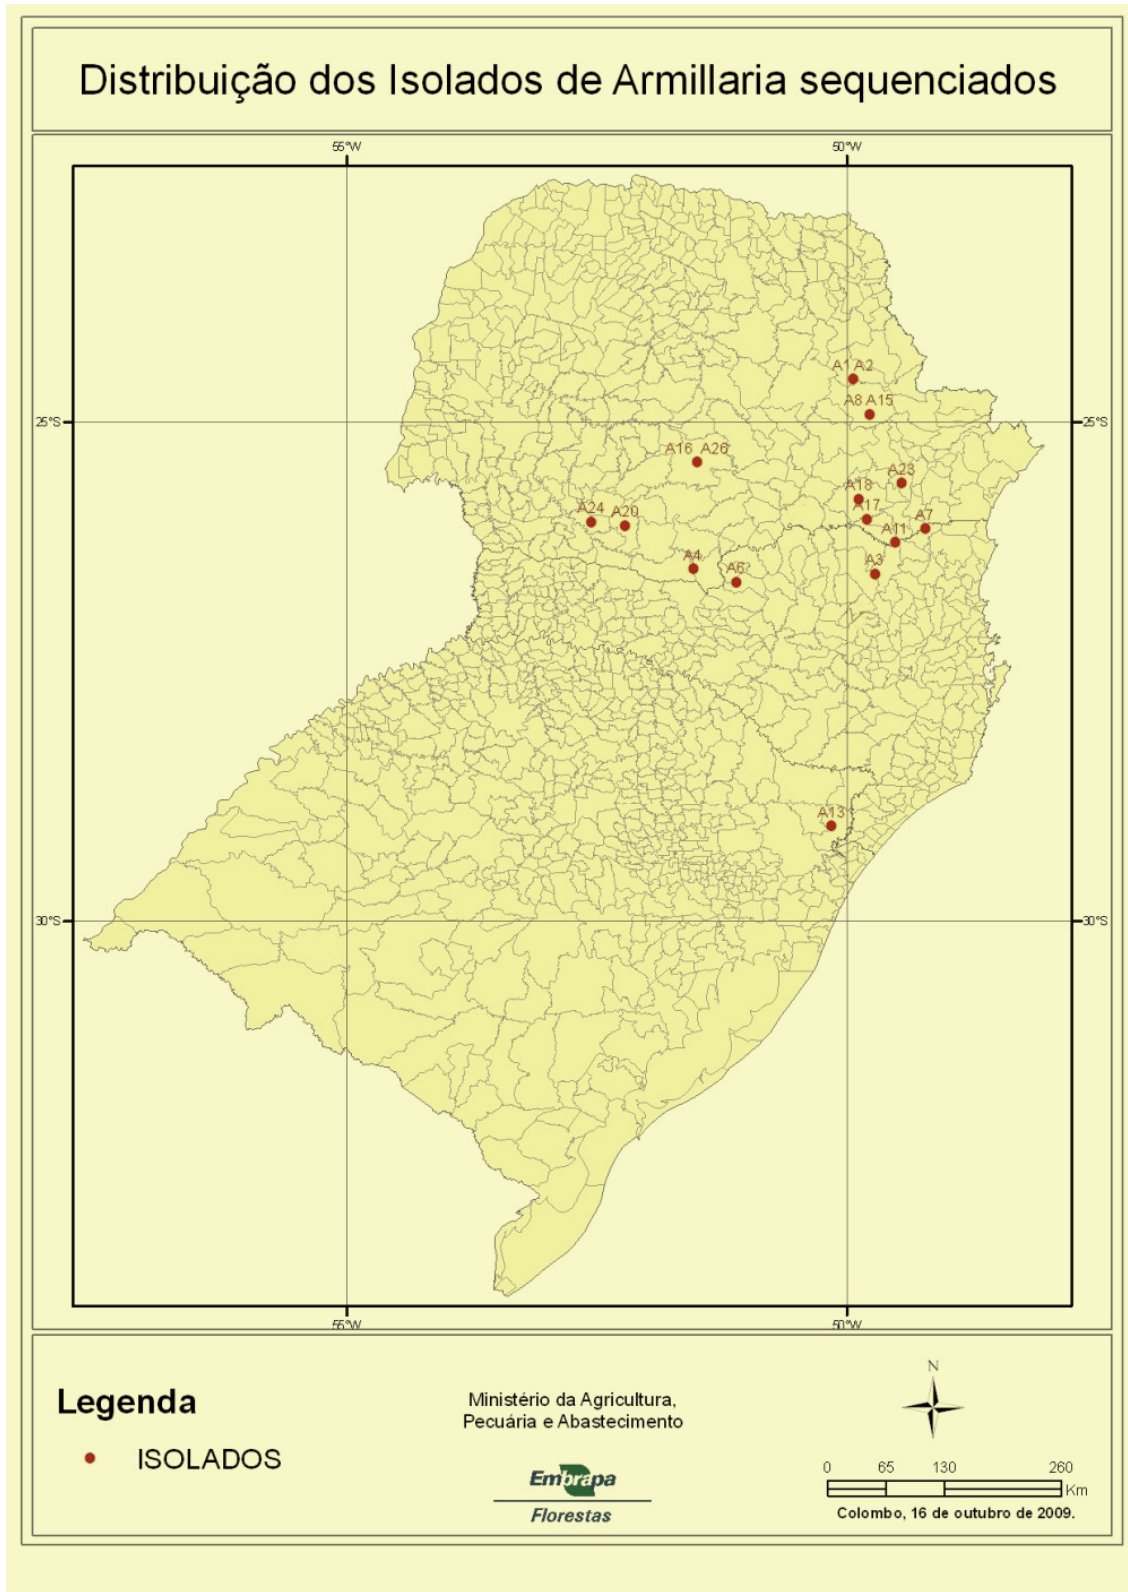 Distribuição dos Isolados de Armillaria sequenciados
55°W 50°W
A1 A2
A8 A15
25°S 25°S
A16 A26
A23
A18
A24 A20 A17 A7
A11
A4 A6 A3
A13
30°S 30°S
55°W 50°W
Legenda
ISOLADOS
Ministério da Agricultura,
Pecuária e Abastecimento
Embrapa
Florestas
N
0 65 130 260
Km
Colombo, 16 de outubro de 2009.